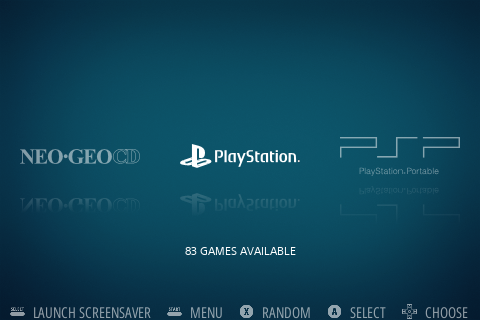 NEO•GEO CD
PlayStation.
PSP
PlayStation Portable
83 GAMES AVAILABLE
SELECT LAUNCH SCREENSAVER START MENU X RANDOM A SELECT CHOOSE